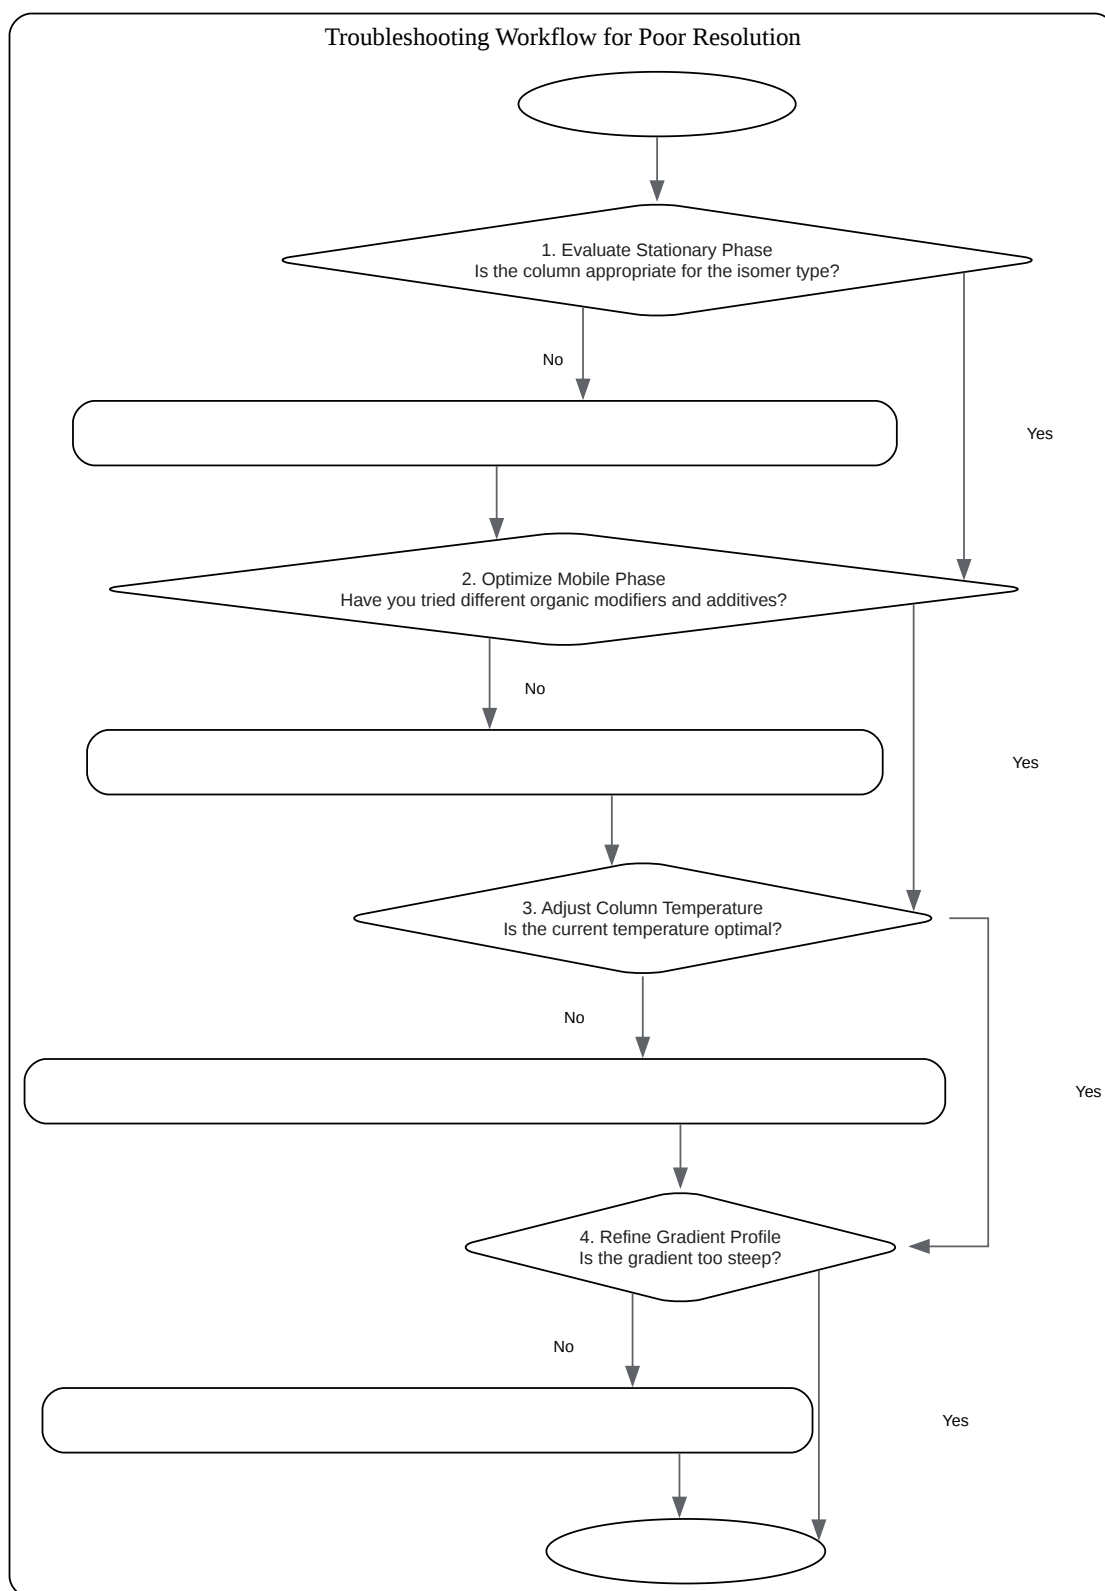 Troubleshooting Workflow for Poor Resolution
1. Evaluate Stationary Phase
Is the column appropriate for the isomer type?
No
Yes
2. Optimize Mobile Phase
Have you tried different organic modifiers and additives?
No
Yes
3. Adjust Column Temperature
Is the current temperature optimal?
No
Yes
4. Refine Gradient Profile
Is the gradient too steep?
No
Yes